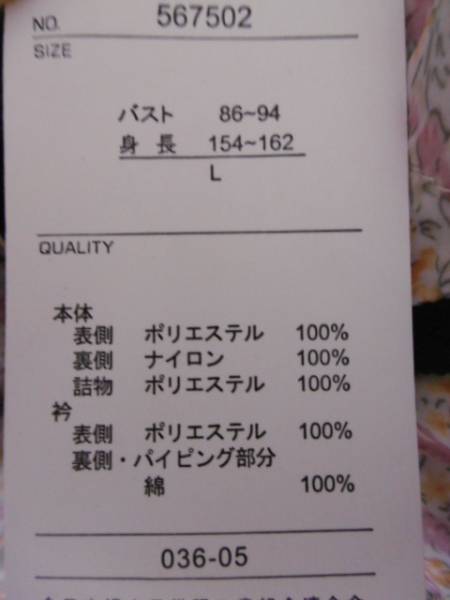 NO. 567502
SIZE
バスト 86~94
身長 154~162
L
QUALITY
本体
表側 ポリエステル 100%
裏側 ナイロン 100%
詰物 ポリエステル 100%
衿
表側 ポリエステル 100%
裏側・パイピング部分
綿 100%
036-05